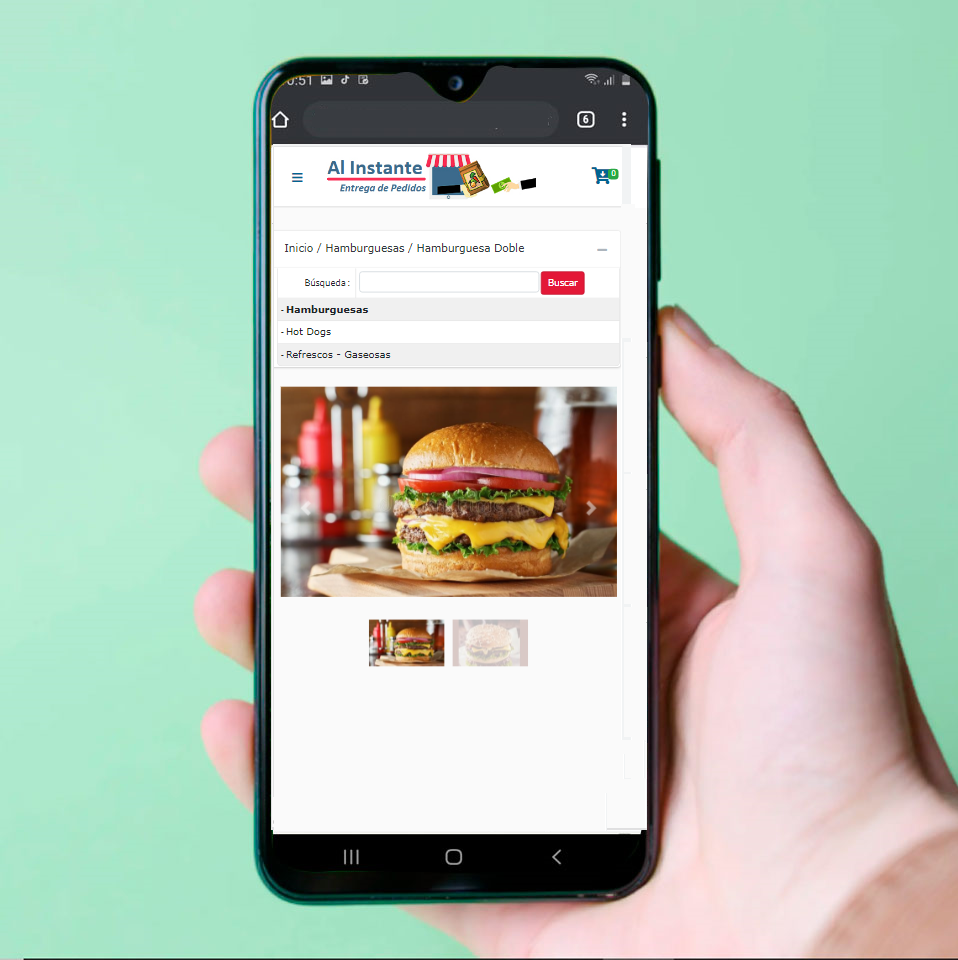 0:51
6
Al Instante
Entrega de Pedidos
0
Inicio / Hamburguesas / Hamburguesa Doble
Búsqueda :
Buscar
- Hamburguesas
- Hot Dogs
- Refrescos - Gaseosas